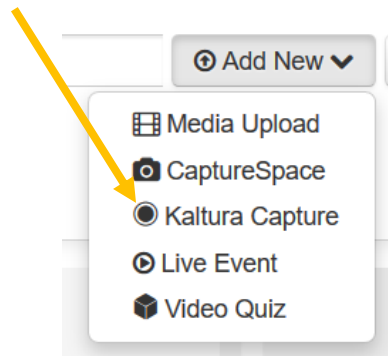 Add New
Media Upload
CaptureSpace
Kaltura Capture
Live Event
Video Quiz